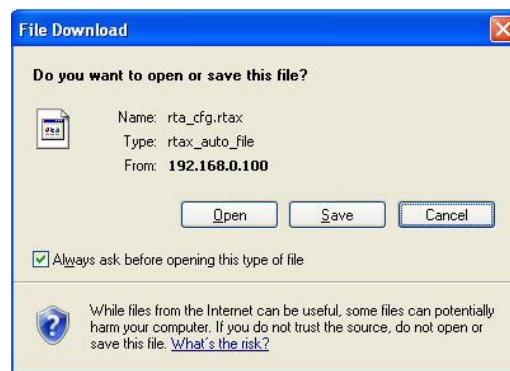 File Download
Do you want to open or save this file?
Name: rta_cfg.rtax
Type: rtax_auto_file
From: 192.168.0.100
Open
Save
Cancel
Always ask before opening this type of file
While files from the Internet can be useful, some files can potentially
harm your computer. If you do not trust the source, do not open or
save this file. What's the risk?